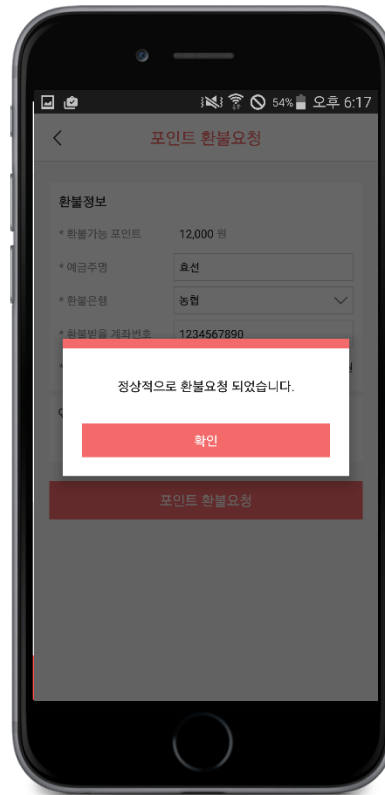 54% 오후 6:17
포인트 환불요청
환불정보
* 환불가능 포인트 12,000 원
* 예금주명 효선
* 환불은행 농협
* 환불받을 계좌번호 1234567890
*
정상적으로 환불요청 되었습니다.
확인
포인트 환불요청